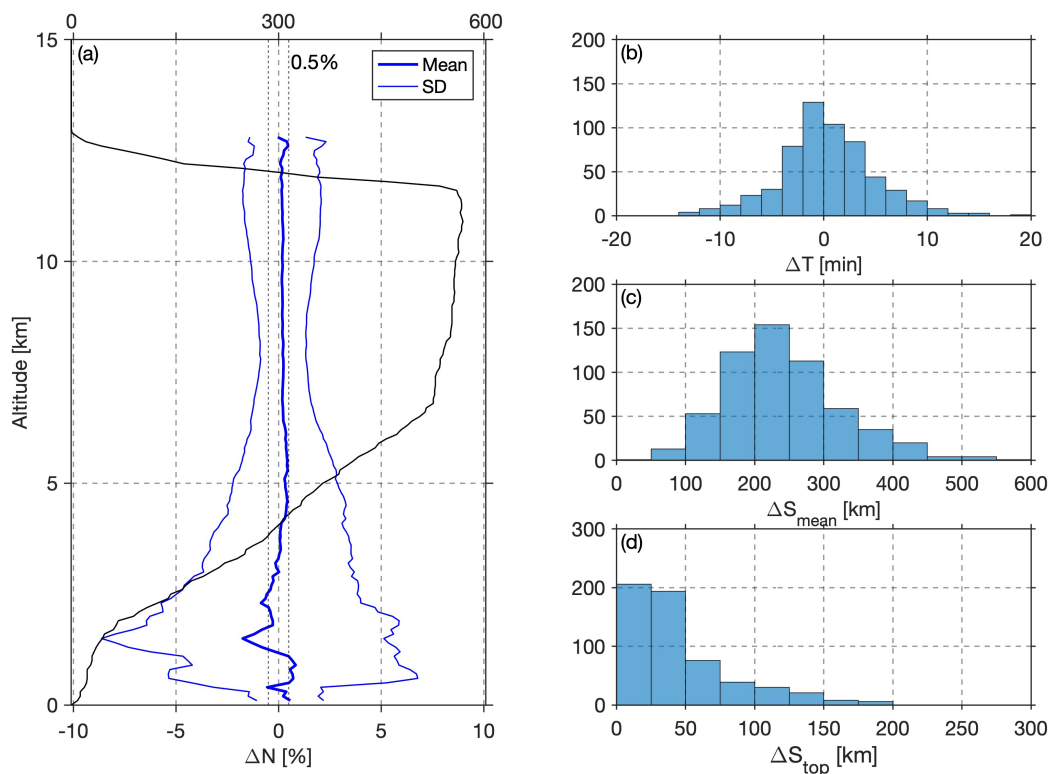 0 300 600
(a)
0.5%
Mean
SD
15
10
5
0
Altitude [km]
-10 -5 0 5 10
ΔN [%]
(b)
200
150
100
50
0
-20 -10 0 10 20
ΔT [min]
(c)
200
150
100
50
0
0 100 200 300 400 500 600
ΔS_mean [km]
(d)
300
200
100
0
0 50 100 150 200 250 300
ΔS_top [km]